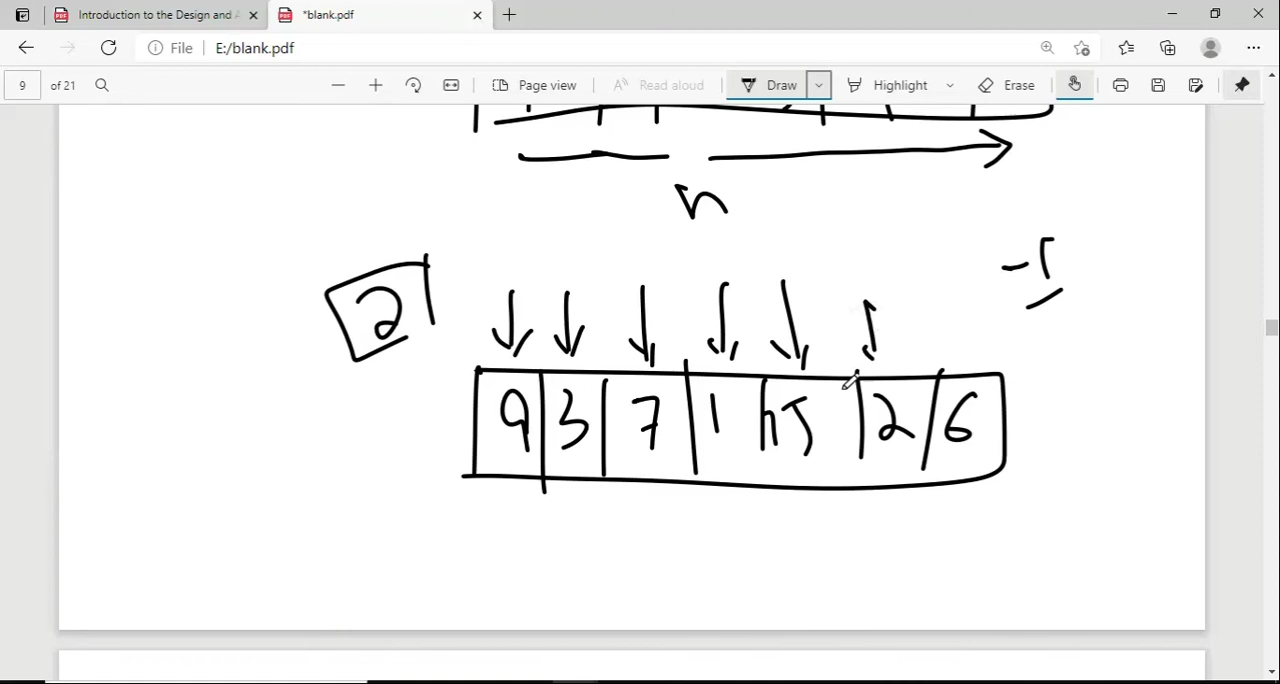 Introduction to the Design and A
*blank.pdf
File E:/blank.pdf
9 of 21 Page view Read aloud Draw Highlight Erase
n
-1
2
9 3 7 1 15 2 6